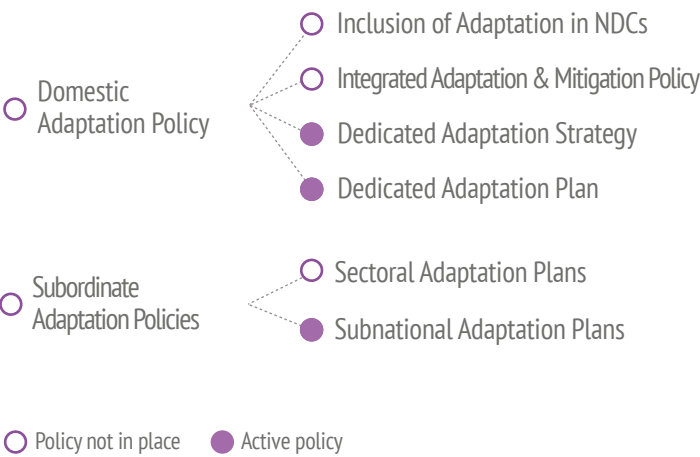 Inclusion of Adaptation in NDCs
Integrated Adaptation & Mitigation Policy
Domestic
Adaptation Policy
Dedicated Adaptation Strategy
Dedicated Adaptation Plan
Sectoral Adaptation Plans
Subordinate
Adaptation Policies
Subnational Adaptation Plans
Policy not in place
Active policy